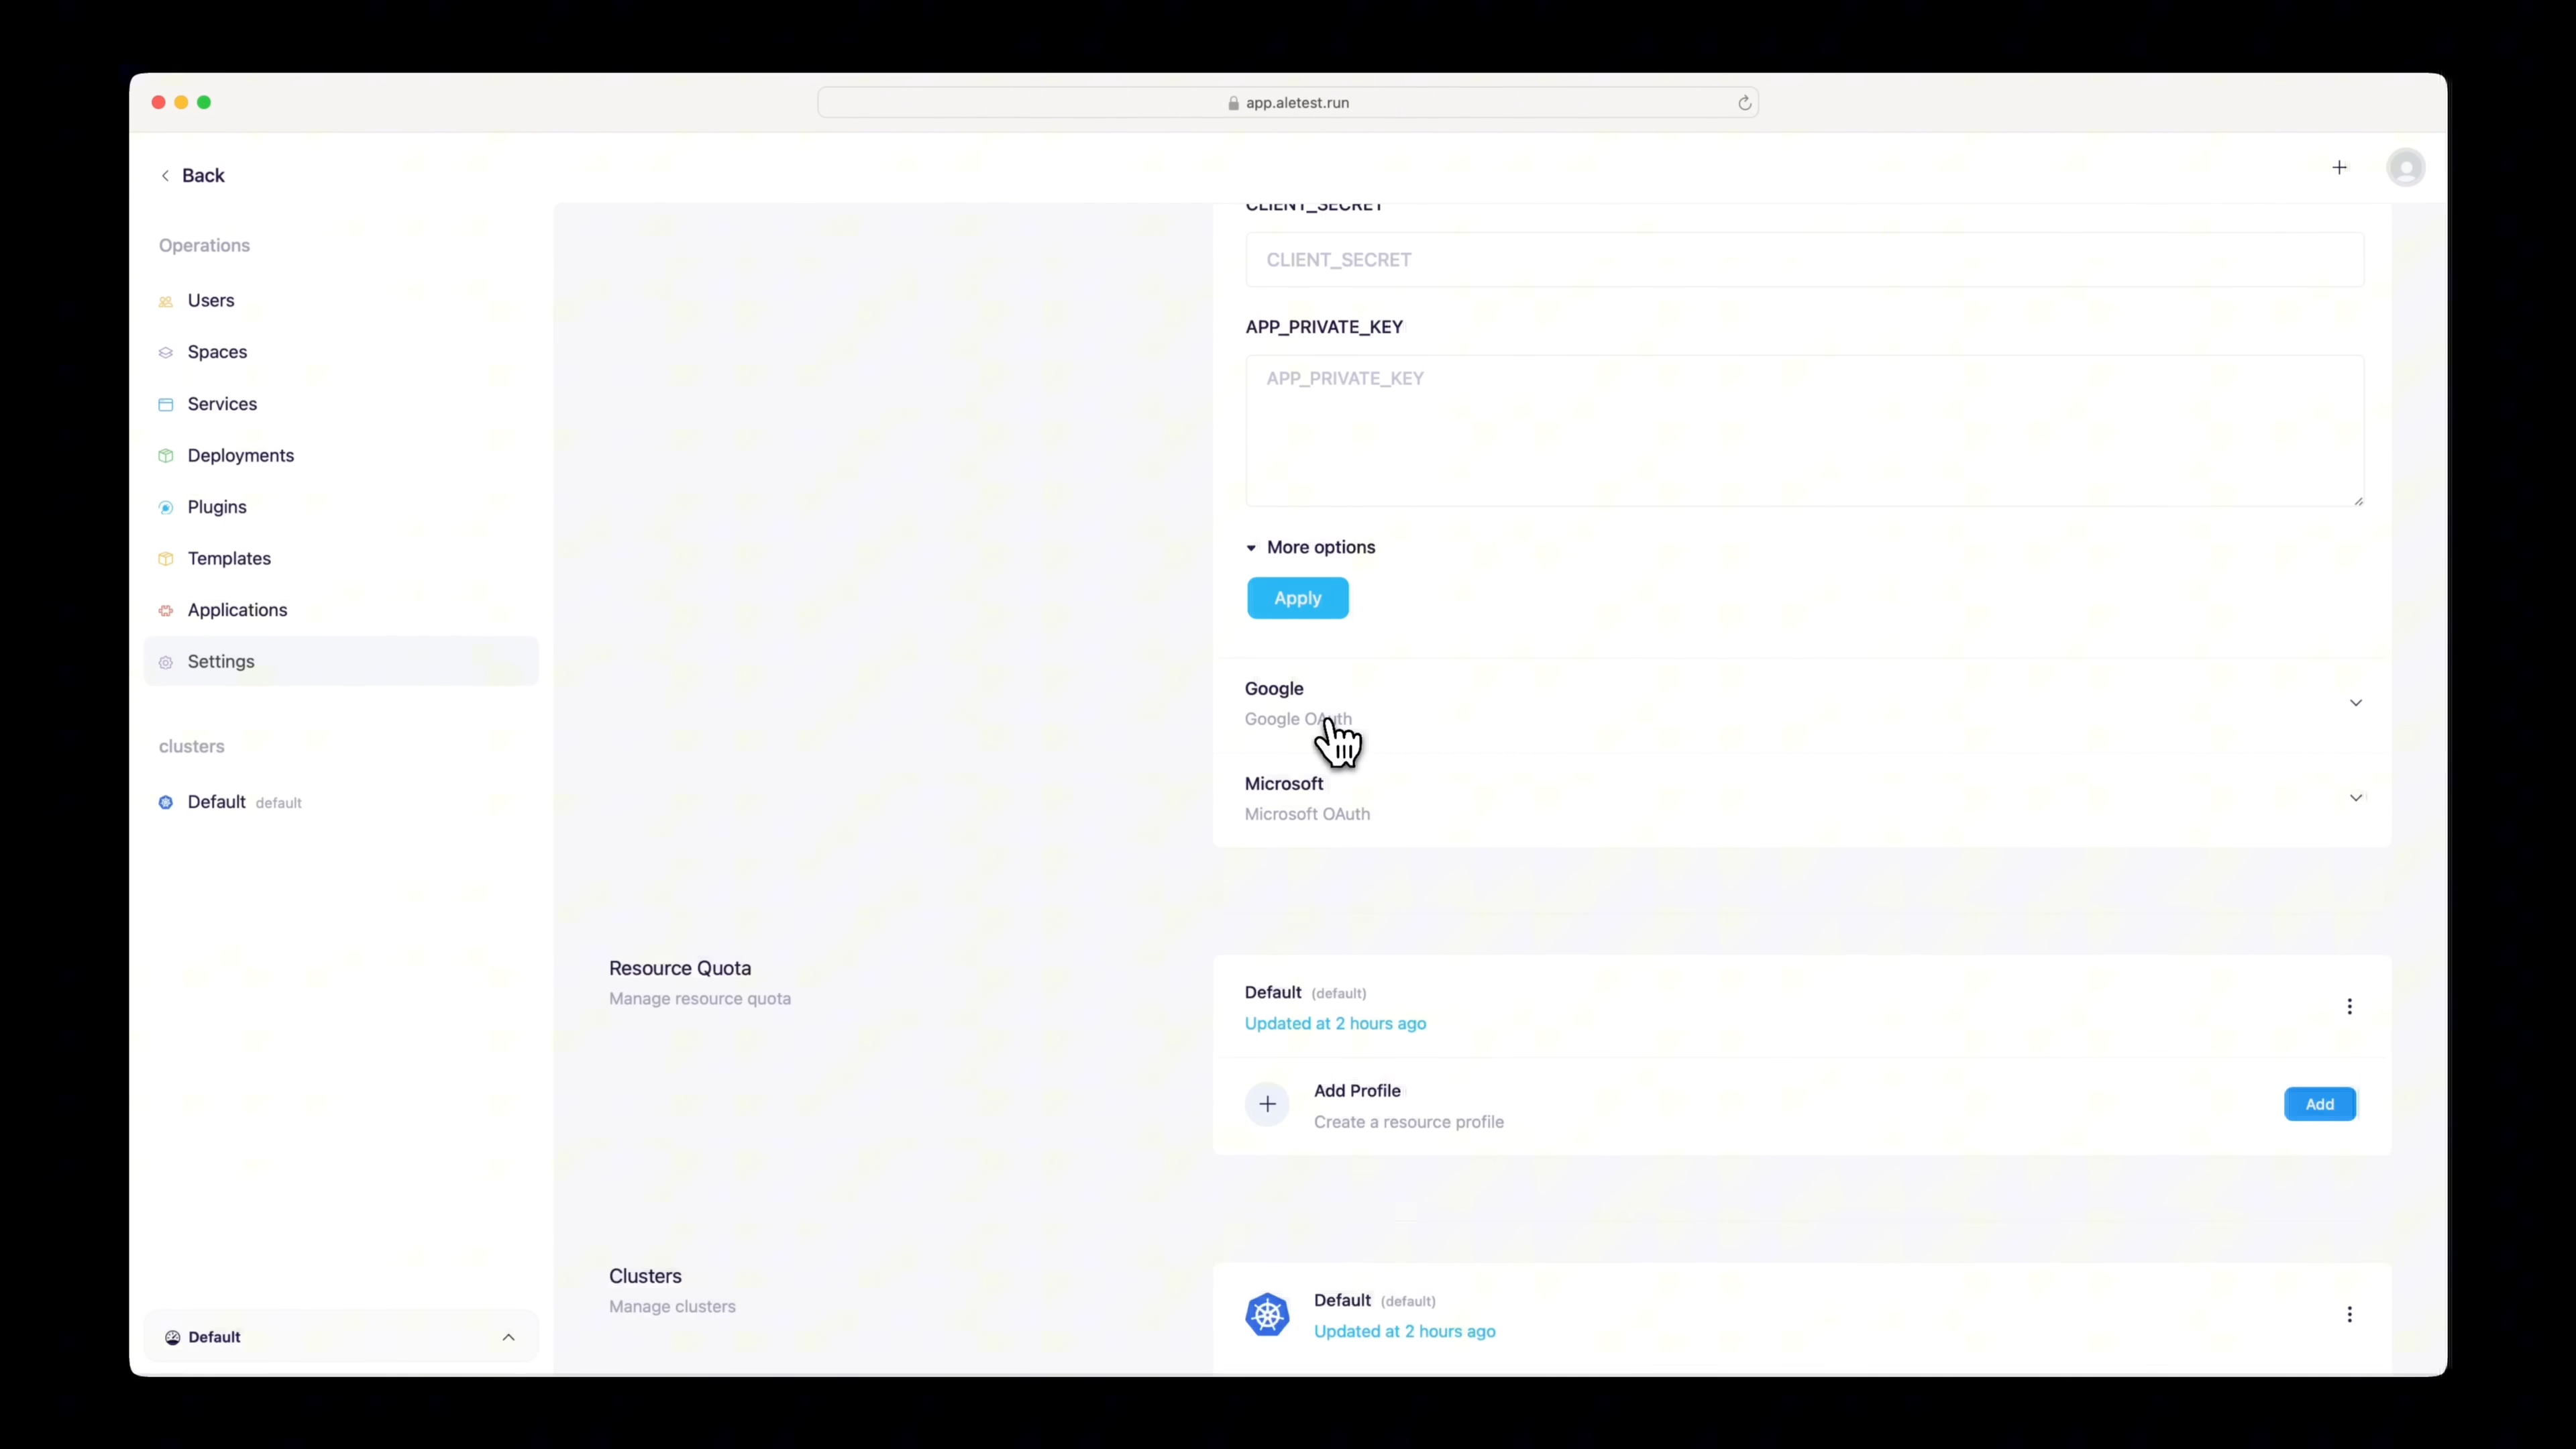 app.aletest.run
Back
Operations
Users
Spaces
Services
Deployments
Plugins
Templates
Applications
Settings
clusters
Default default
Default
CLIENT_SECRET
CLIENT_SECRET
APP_PRIVATE_KEY
APP_PRIVATE_KEY
More options
Apply
Google
Google OAuth
Microsoft
Microsoft OAuth
Resource Quota
Manage resource quota
Default (default)
Updated at 2 hours ago
Add Profile
Create a resource profile
Add
Clusters
Manage clusters
Default (default)
Updated at 2 hours ago